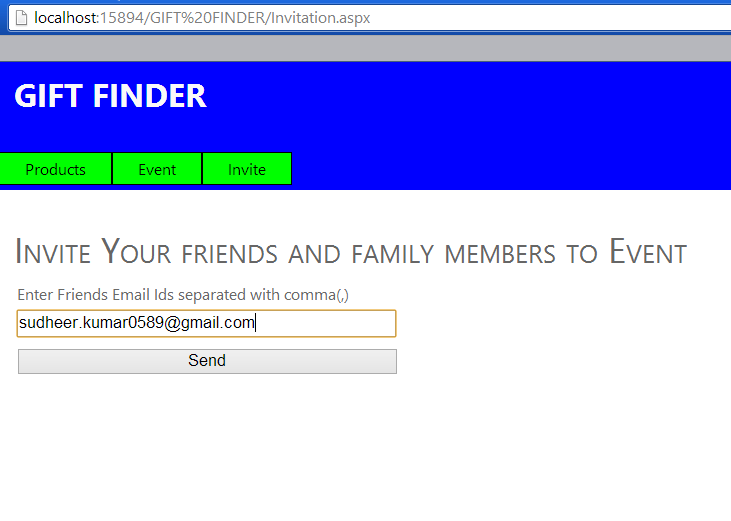 localhost:15894/GIFT%20FINDER/Invitation.aspx
GIFT FINDER
Products Event Invite
Invite Your friends and family members to Event
Enter Friends Email Ids separated with comma(,)
sudheer.kumar0589@gmail.com
Send